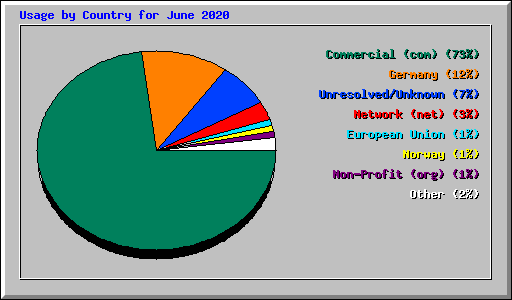 Usage by Country for June 2020
Commercial (com) (73%)
Germany (12%)
Unresolved/Unknown (7%)
Network (net) (3%)
European Union (1%)
Norway (1%)
Non-Profit (org) (1%)
Other (2%)